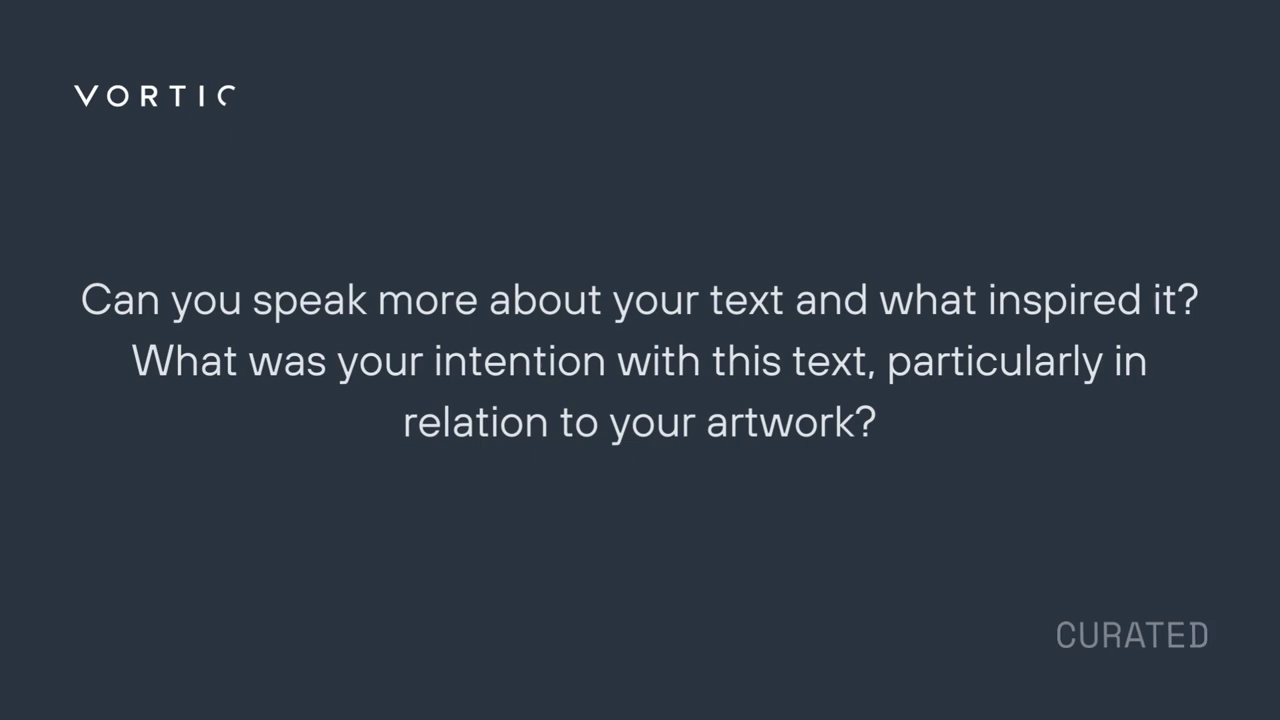 VORTIC
Can you speak more about your text and what inspired it?
What was your intention with this text, particularly in
relation to your artwork?
CURATED